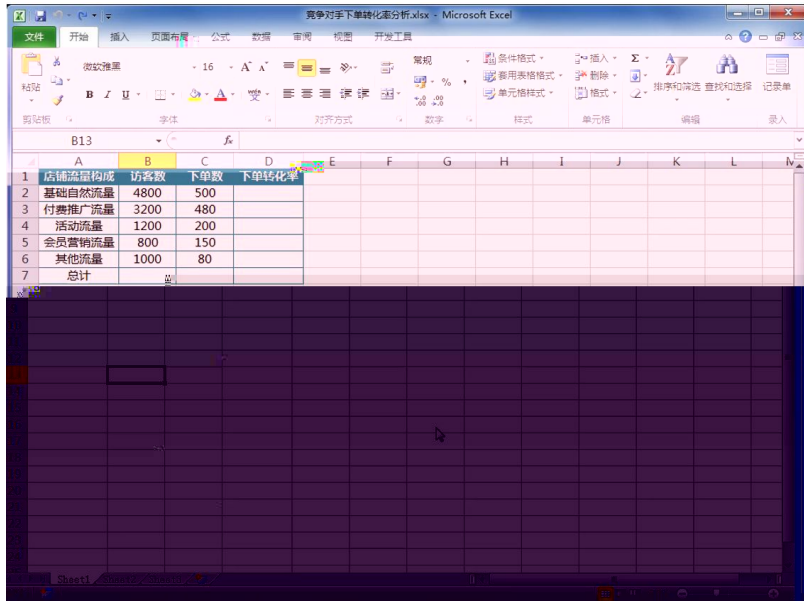 竞争对手下单转化率分析.xlsx - Microsoft Excel
文件 开始 插入 页面布局 公式 数据 审阅 视图 开发工具
微软雅黑 16 A A 常规 条件格式 插入 Σ
粘贴 套用表格格式 删除 排序和筛选 查找和选择 记录单
B I U A % 单元格样式 格式
剪贴板 字体 对齐方式 数字 样式 单元格 编辑 录入
B13 fx
A B C D E F G H I J K L M
1 店铺流量构成 访客数 下单数 下单转化率
2 基础自然流量 4800 500
3 付费推广流量 3200 480
4 活动流量 1200 200
5 会员营销流量 800 150
6 其他流量 1000 80
7 总计
Sheet1